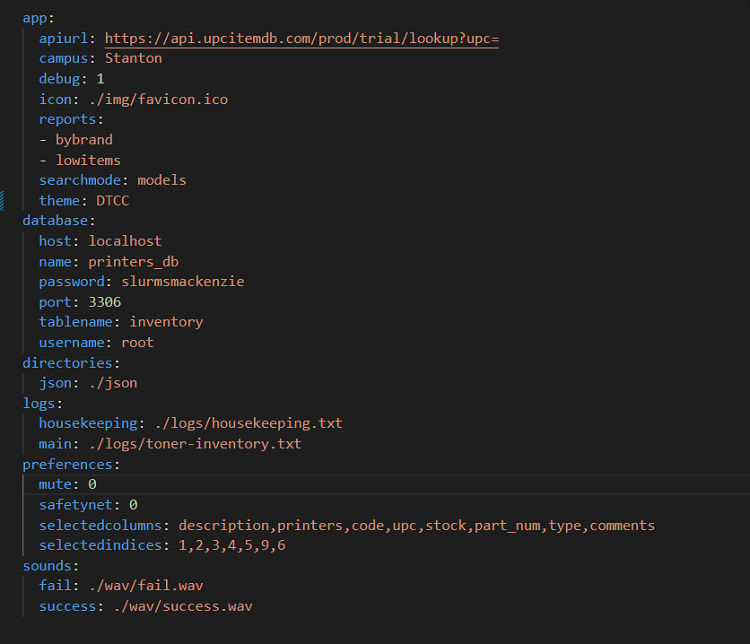 app:
  apiurl: https://api.upcitemdb.com/prod/trial/lookup?upc=
  campus: Stanton
  debug: 1
  icon: ./img/favicon.ico
  reports:
  - bybrand
  - lowitems
  searchmode: models
  theme: DTCC
database:
  host: localhost
  name: printers_db
  password: slurmsmackenzie
  port: 3306
  tablename: inventory
  username: root
directories:
  json: ./json
logs:
  housekeeping: ./logs/housekeeping.txt
  main: ./logs/toner-inventory.txt
preferences:
  mute: 0
  safetynet: 0
  selectedcolumns: description,printers,code,upc,stock,part_num,type,comments
  selectedindices: 1,2,3,4,5,9,6
sounds:
  fail: ./wav/fail.wav
  success: ./wav/success.wav